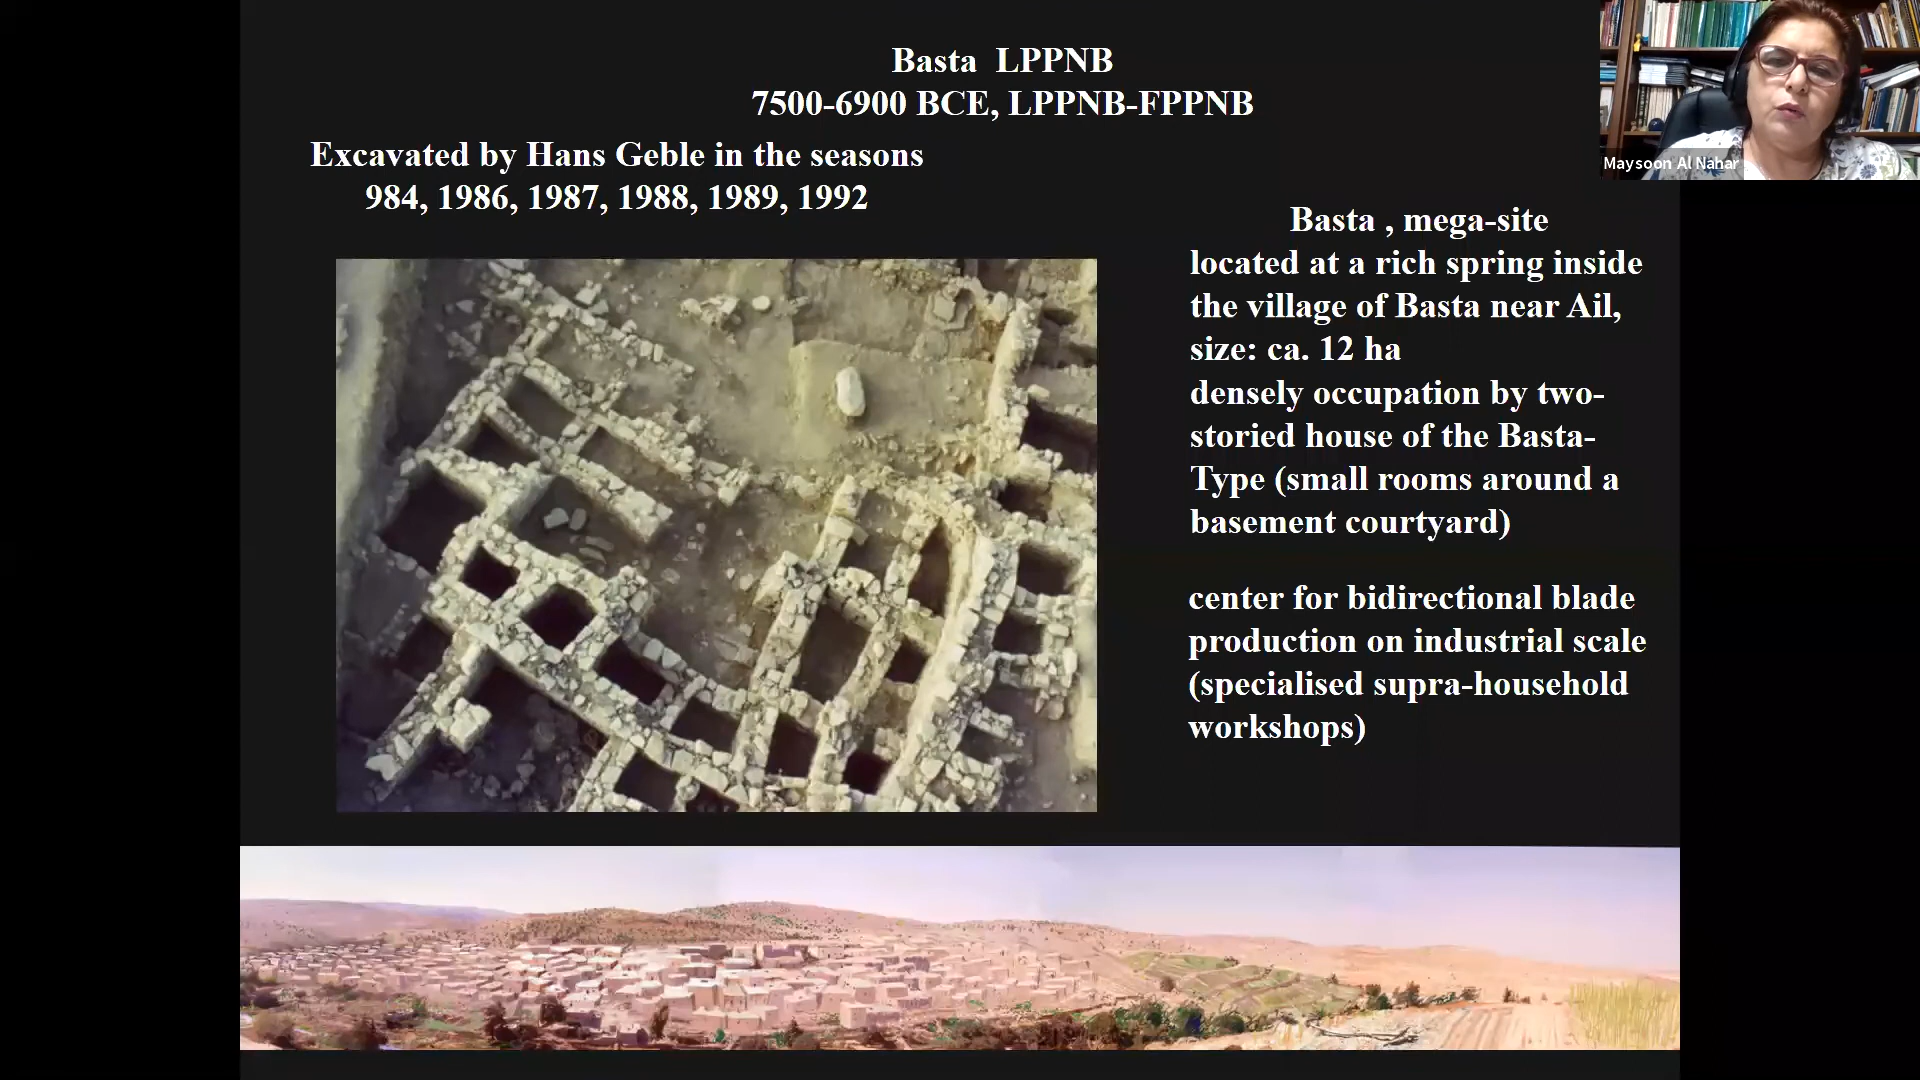 Basta LPPNB
7500-6900 BCE, LPPNB-FPPNB
Excavated by Hans Geble in the seasons
984, 1986, 1987, 1988, 1989, 1992
Maysoon Al Nahar
Basta , mega-site
located at a rich spring inside
the village of Basta near Ail,
size: ca. 12 ha
densely occupation by two-
storied house of the Basta-
Type (small rooms around a
basement courtyard)
center for bidirectional blade
production on industrial scale
(specialised supra-household
workshops)